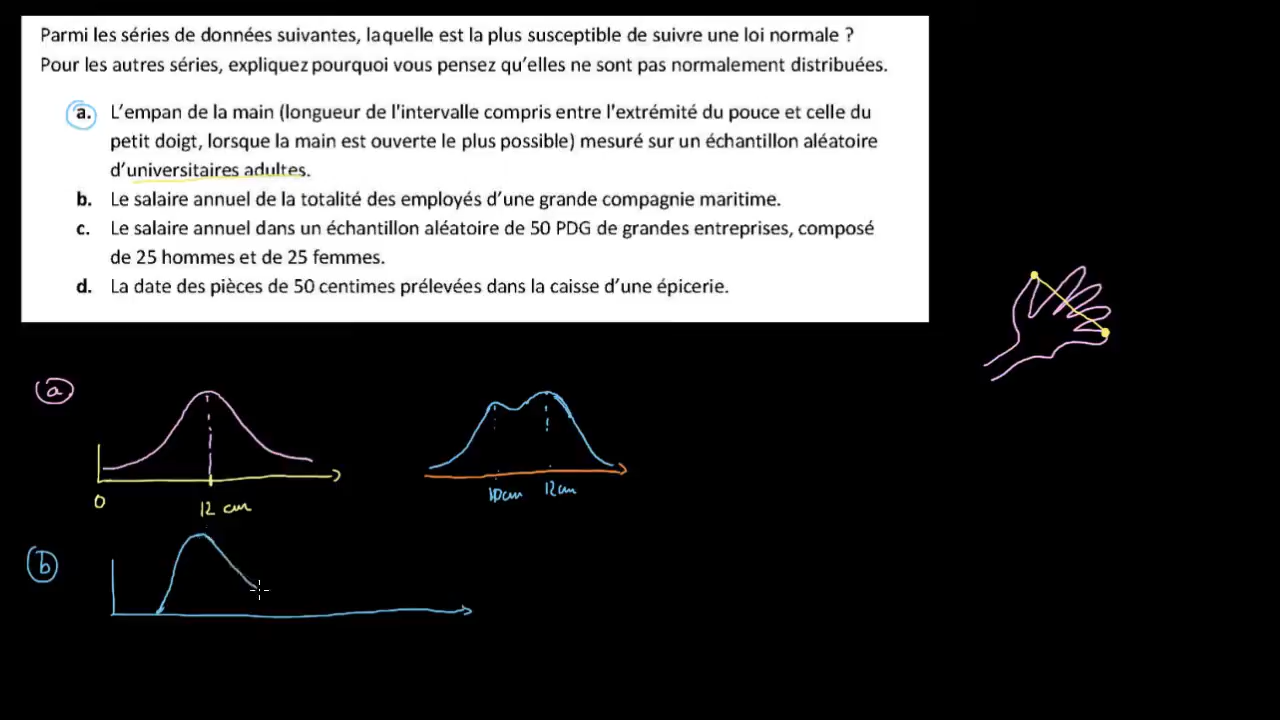 Parmi les séries de données suivantes, laquelle est la plus susceptible de suivre une loi normale ?
Pour les autres séries, expliquez pourquoi vous pensez qu'elles ne sont pas normalement distribuées.
a. L'empan de la main (longueur de l'intervalle compris entre l'extrémité du pouce et celle du
petit doigt, lorsque la main est ouverte le plus possible) mesuré sur un échantillon aléatoire
d'universitaires adultes.
b. Le salaire annuel de la totalité des employés d'une grande compagnie maritime.
c. Le salaire annuel dans un échantillon aléatoire de 50 PDG de grandes entreprises, composé
de 25 hommes et de 25 femmes.
d. La date des pièces de 50 centimes prélevées dans la caisse d'une épicerie.
a
0
12 cm
10cm 12cm
b